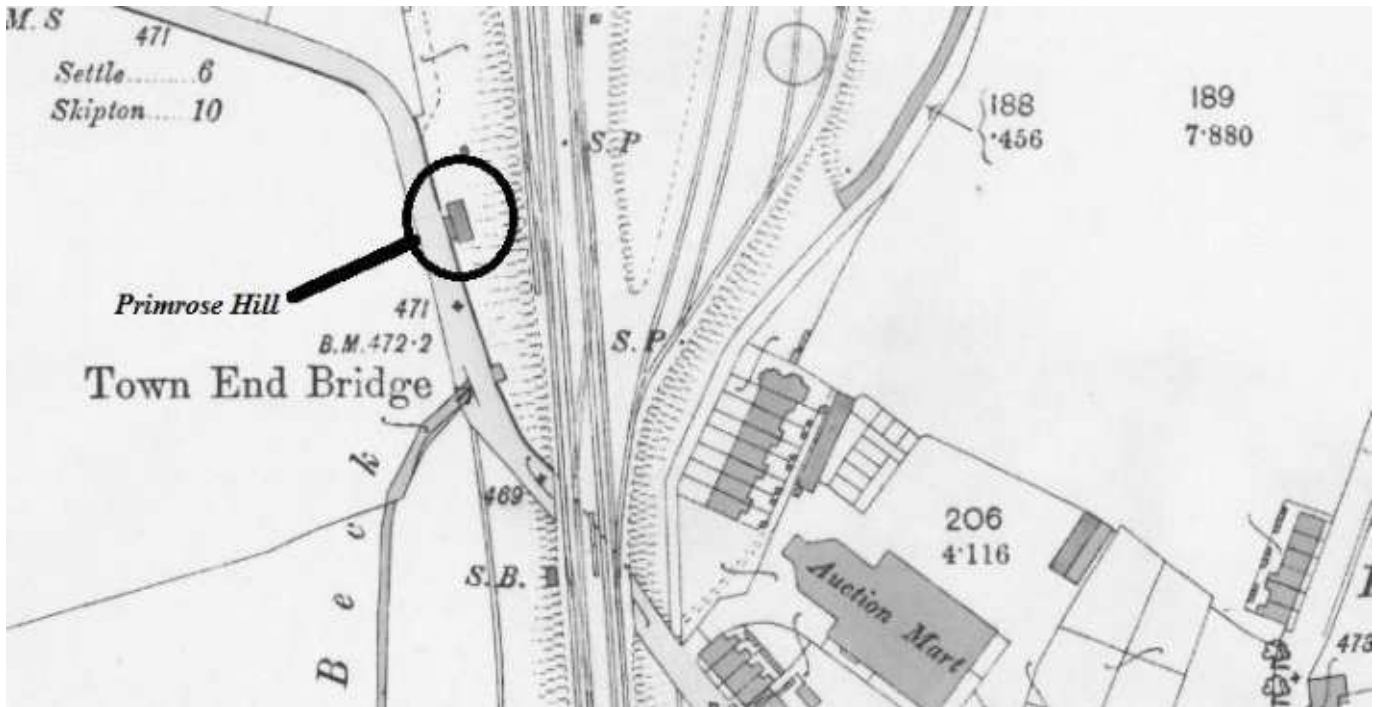 M. S
471
Settle.........6
Skipton.....10
188
·456
189
7·880
S. P
Primrose Hill
471
B.M.472·2
S. P.
Town End Bridge
469
206
4·116
S.B.
Auction Mart
Beck
473